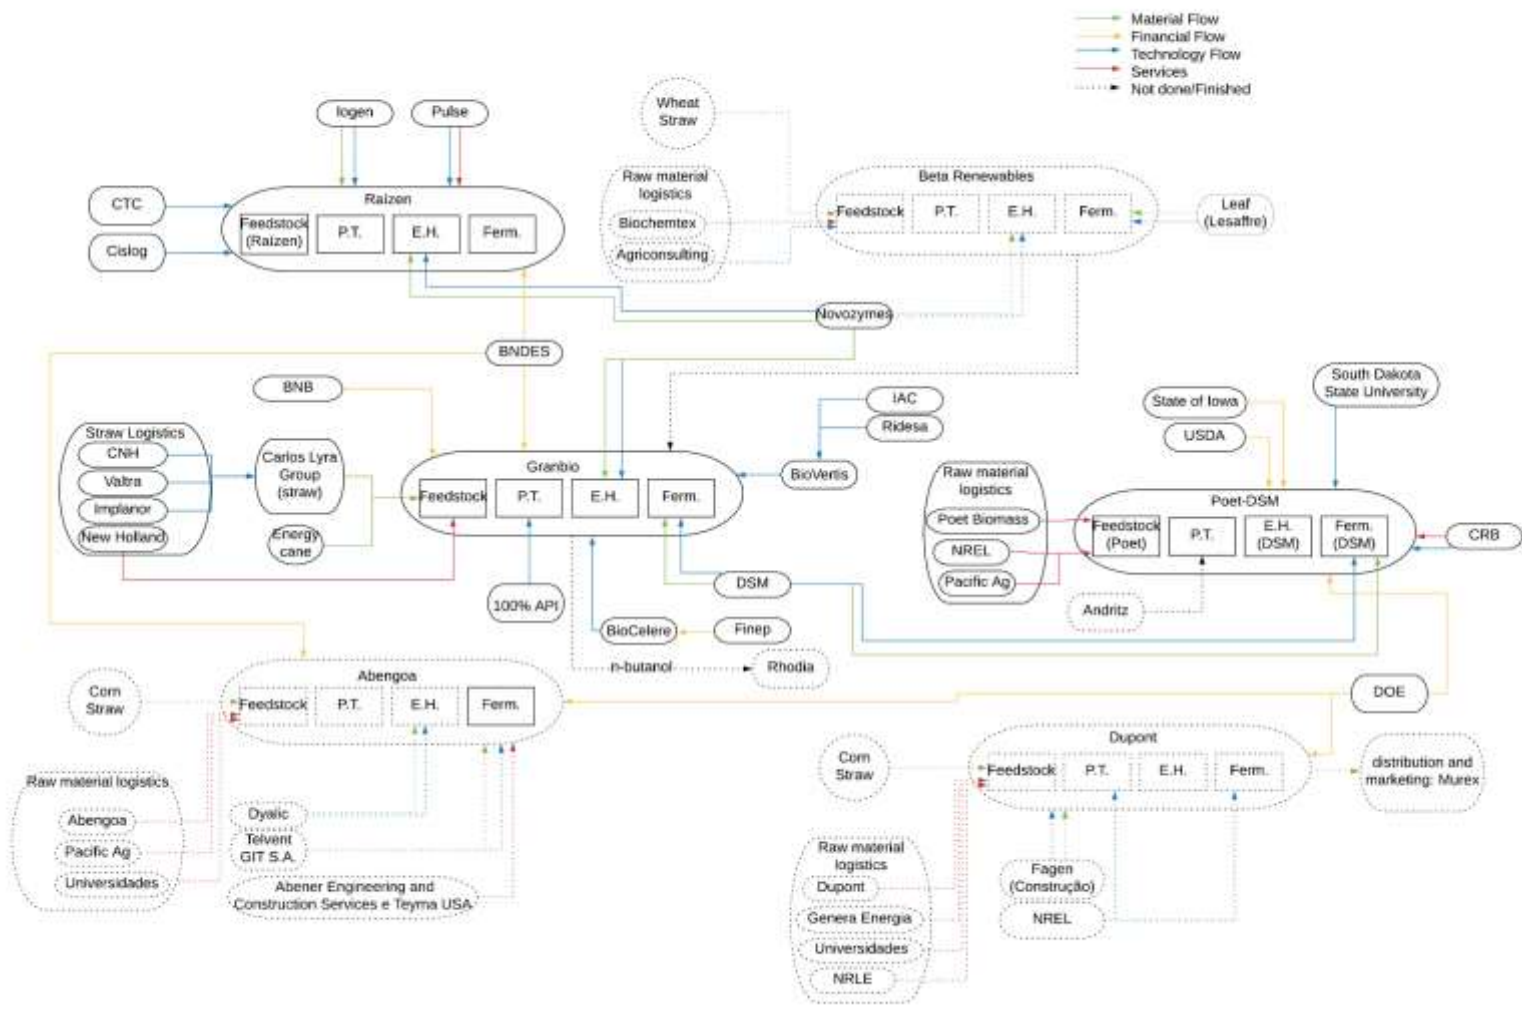 Material Flow
Financial Flow
Technology Flow
Services
Not done/Finished
Iogen
Pulse
CTC
Cislog
Raizen
Feedstock
(Raizen)
P.T.
E.H.
Ferm.
Wheat
Straw
Raw material
logistics
Biochemtex
Agriconsulting
Beta Renewables
Feedstock
P.T.
E.H.
Ferm.
Leaf
(Lesaffre)
Novozymes
BNDES
BNB
Straw Logistics
CNH
Valtra
Implanor
New Holland
Carlos Lyra
Group
(straw)
Energy
cane
Granbio
Feedstock
P.T.
E.H.
Ferm.
IAC
Ridesa
BioVertis
100% API
DSM
BioCelere
Finep
n-butanol
Rhodia
State of Iowa
USDA
South Dakota
State University
Raw material
logistics
Poet Biomass
NREL
Pacific Ag
Poet-DSM
Feedstock
(Poet)
P.T.
E.H.
(DSM)
Ferm.
(DSM)
CRB
Andritz
DOE
Corn
Straw
Abengoa
Feedstock
P.T.
E.H.
Ferm.
Raw material logistics
Abengoa
Pacific Ag
Universidades
Dyalic
Telvent
GIT S.A.
Abener Engineering and
Construction Services e Teyma USA
Corn
Straw
Dupont
Feedstock
P.T.
E.H.
Ferm.
distribution and
marketing: Murex
Raw material
logistics
Dupont
Genera Energia
Universidades
NRLE
Fagen
(Construção)
NREL